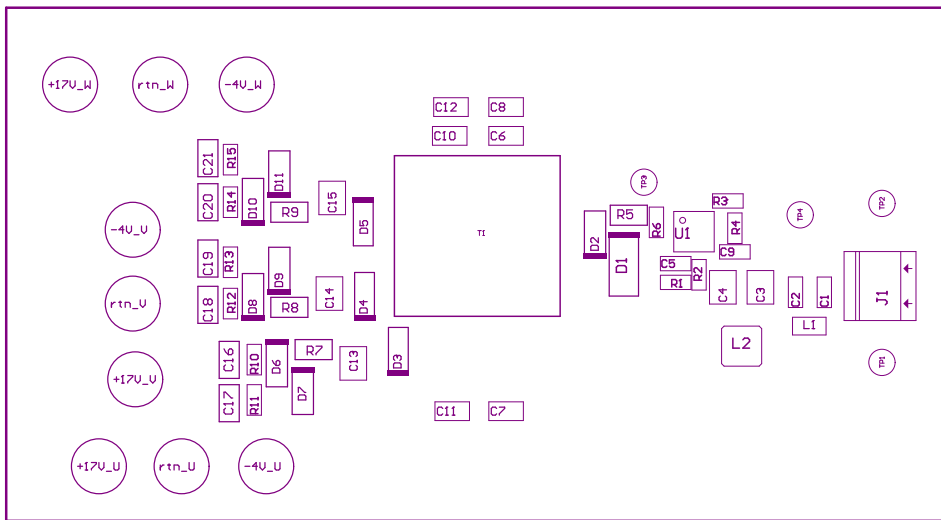 +17V_W
rtn_W
-4V_W
C12
C8
C10
C6
C21
R15
D11
C20
R14
D10
R9
C15
D5
TP3
R3
TP4
TP2
-4V_U
T1
D2
R5
R6
U1
R4
C9
D1
C5
R1
R2
C19
R13
D9
C18
R12
D8
R8
C14
D4
rtn_V
C4
C3
C2
C1
J1
L1
L2
TP1
C16
R10
D6
R7
C13
D3
+17V_V
C17
R11
D7
C11
C7
+17V_U
rtn_U
-4V_U